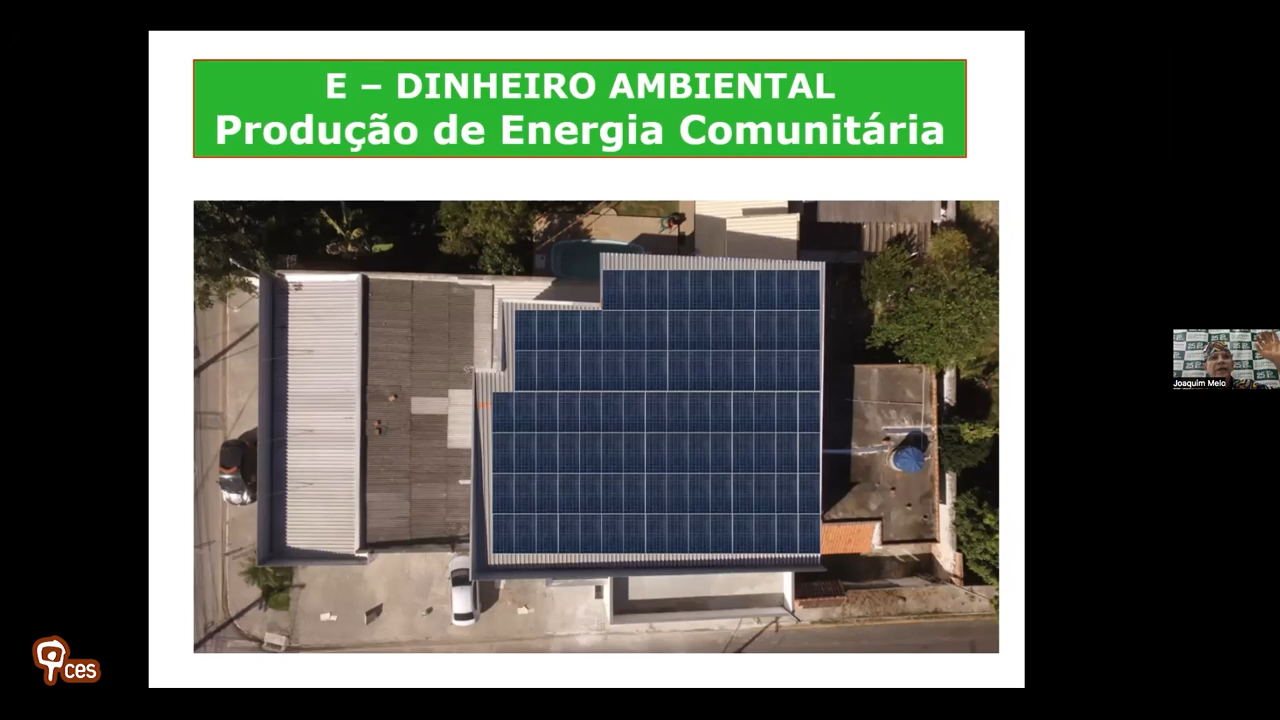 E – DINHEIRO AMBIENTAL
Produção de Energia Comunitária
Joaquim Melo
ces